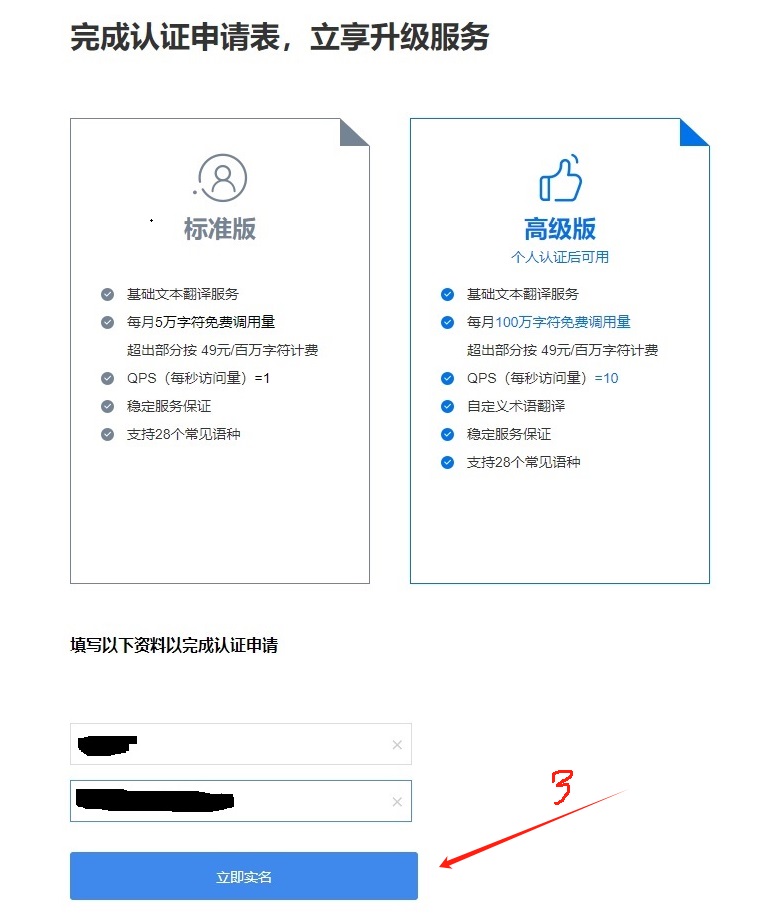 完成认证申请表，立享升级服务
标准版
基础文本翻译服务
每月5万字符免费调用量
超出部分按 49元/百万字符计费
QPS（每秒访问量）=1
稳定服务保证
支持28个常见语种
高级版
个人认证后可用
基础文本翻译服务
每月100万字符免费调用量
超出部分按 49元/百万字符计费
QPS（每秒访问量）=10
自定义术语翻译
稳定服务保证
支持28个常见语种
填写以下资料以完成认证申请
3
立即实名